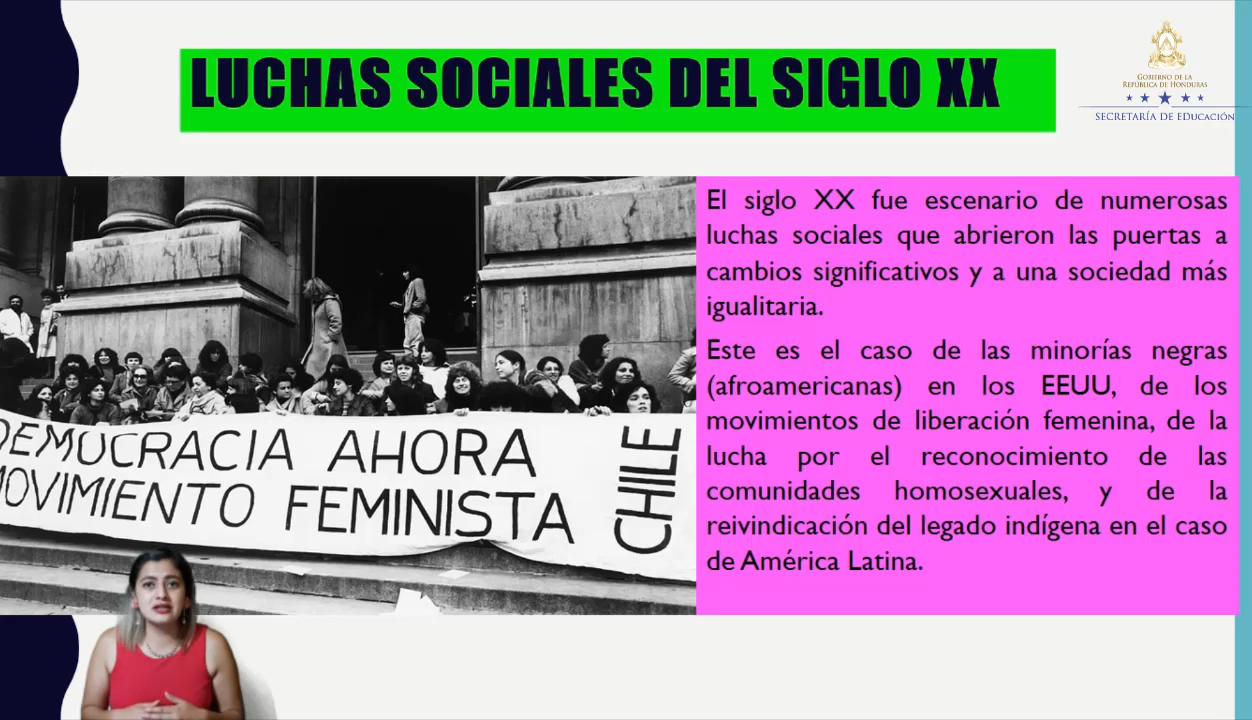 LUCHAS SOCIALES DEL SIGLO XX
GOBIERNO DE LA
REPÚBLICA DE HONDURAS
SECRETARÍA DE EDUCACIÓN
El siglo XX fue escenario de numerosas
luchas sociales que abrieron las puertas a
cambios significativos y a una sociedad más
igualitaria.
Este es el caso de las minorías negras
(afroamericanas) en los EEUU, de los
movimientos de liberación femenina, de la
lucha por el reconocimiento de las
comunidades homosexuales, y de la
reivindicación del legado indígena en el caso
de América Latina.
DEMOCRACIA AHORA
MOVIMIENTO FEMINISTA
CHILE